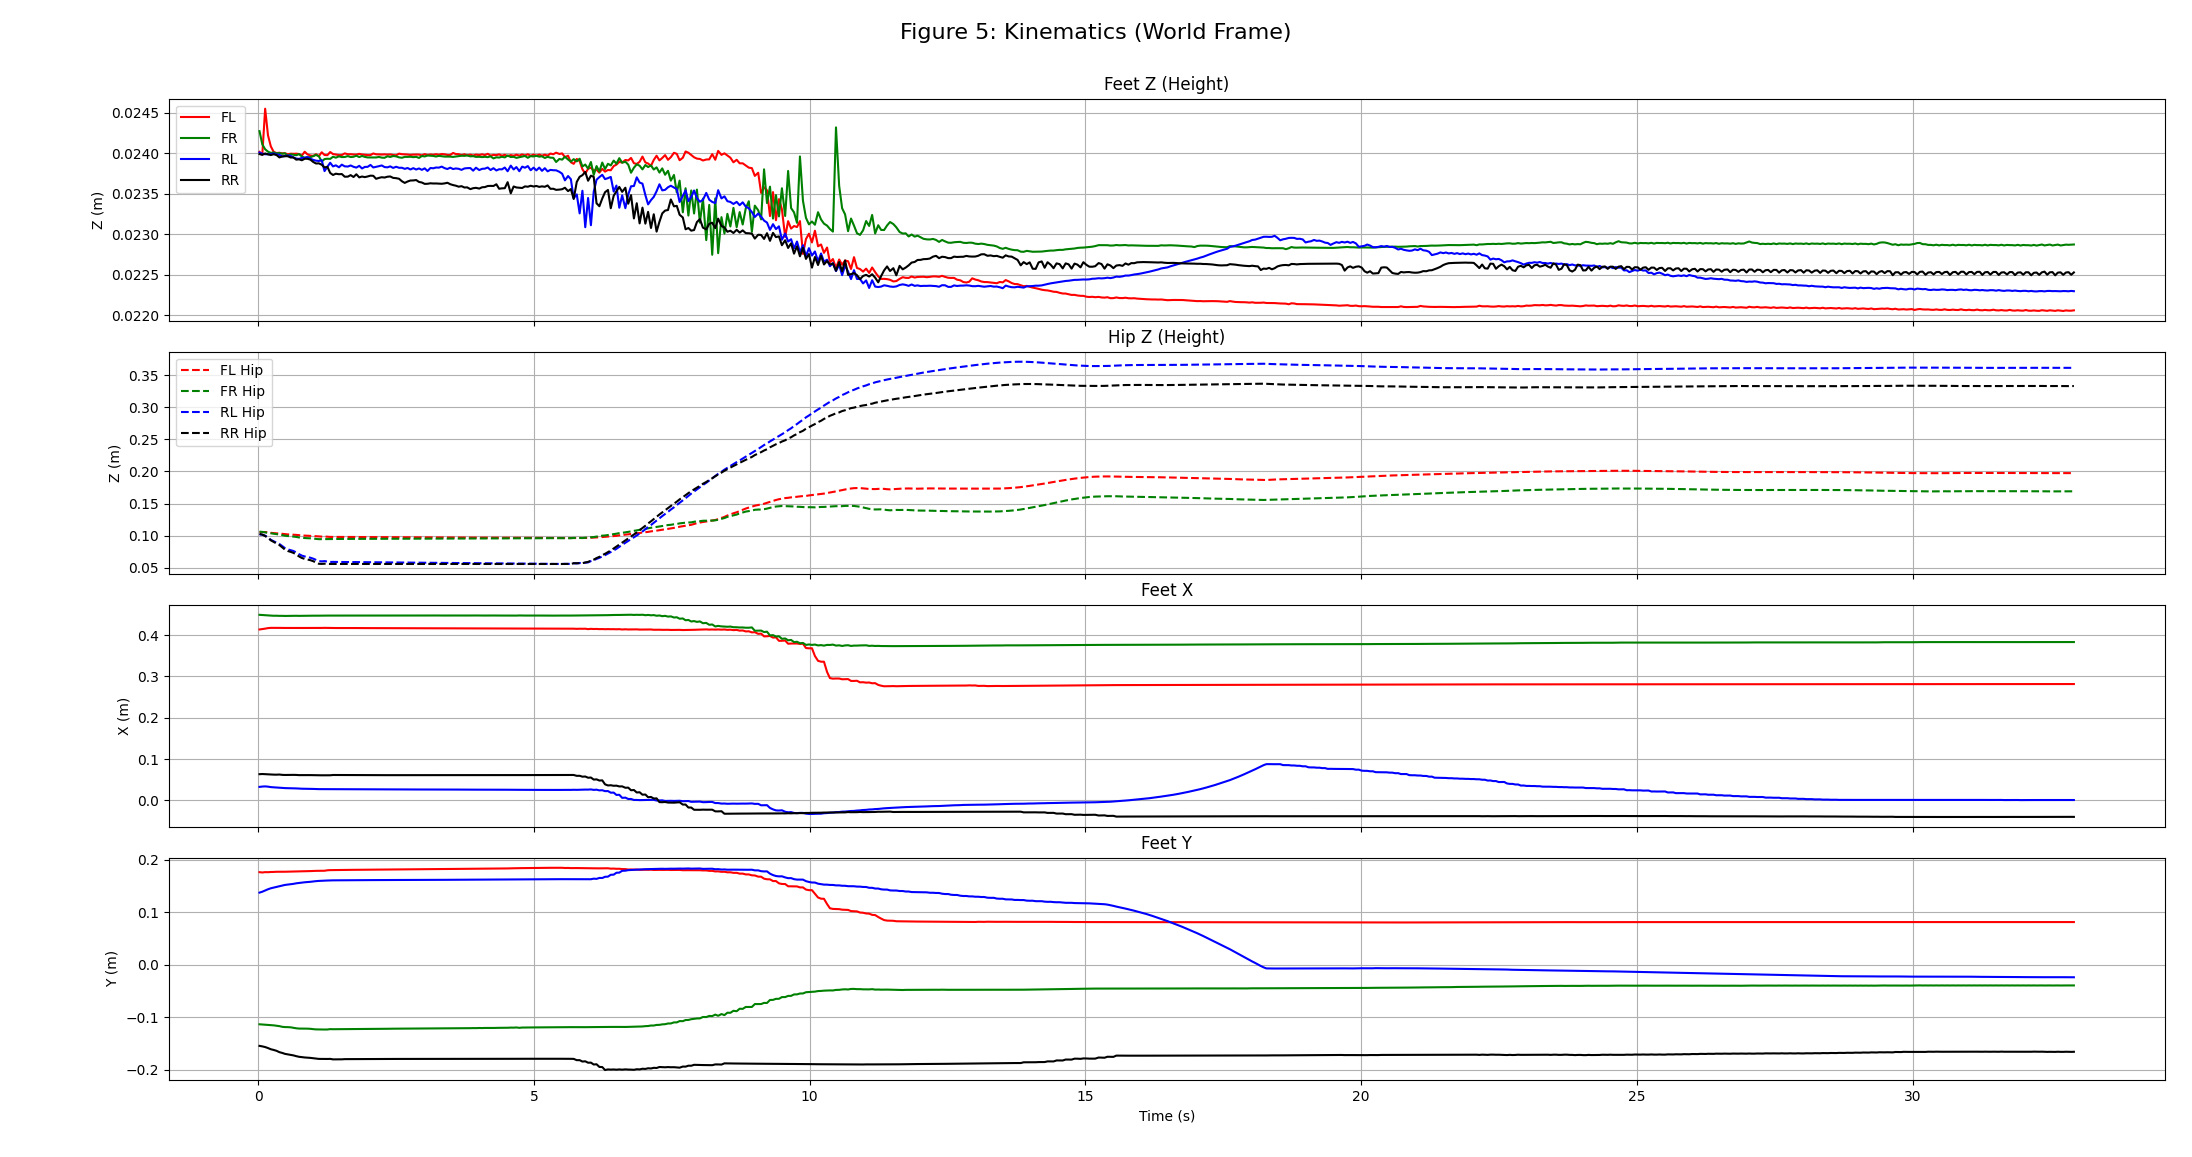 Figure 5: Kinematics (World Frame)
Feet Z (Height)
Z (m)
0.0245
0.0240
0.0235
0.0230
0.0225
0.0220
FL
FR
RL
RR
Hip Z (Height)
Z (m)
0.35
0.30
0.25
0.20
0.15
0.10
0.05
FL Hip
FR Hip
RL Hip
RR Hip
Feet X
X (m)
0.4
0.3
0.2
0.1
0.0
Feet Y
Y (m)
0.2
0.1
0.0
−0.1
−0.2
0 5 10 15 20 25 30
Time (s)